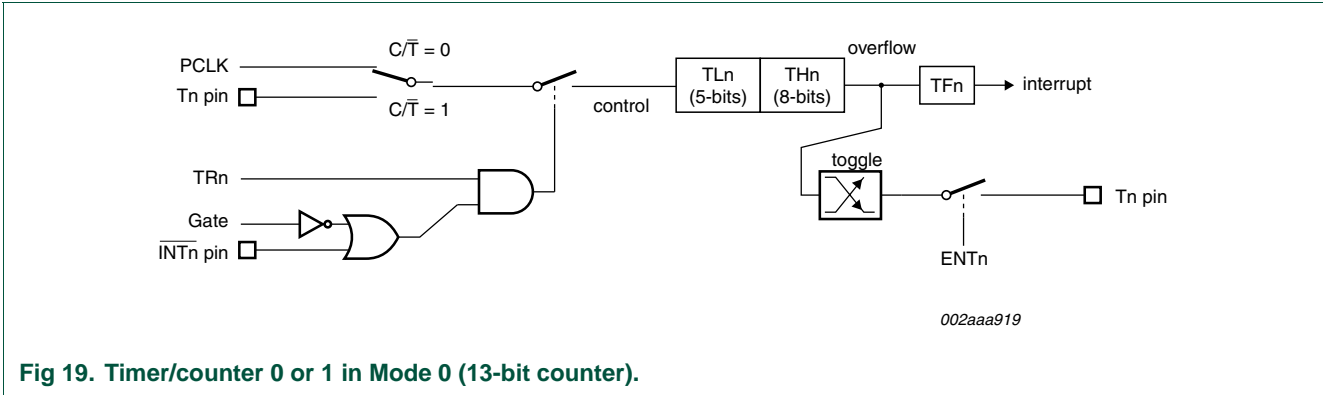 C/T̅ = 0
overflow
PCLK
TLn
(5-bits)
THn
(8-bits)
TFn
interrupt
Tn pin
C/T̅ = 1
control
toggle
TRn
Tn pin
Gate
I̅N̅T̅n̅ pin
ENTn
002aaa919
Fig 19. Timer/counter 0 or 1 in Mode 0 (13-bit counter).